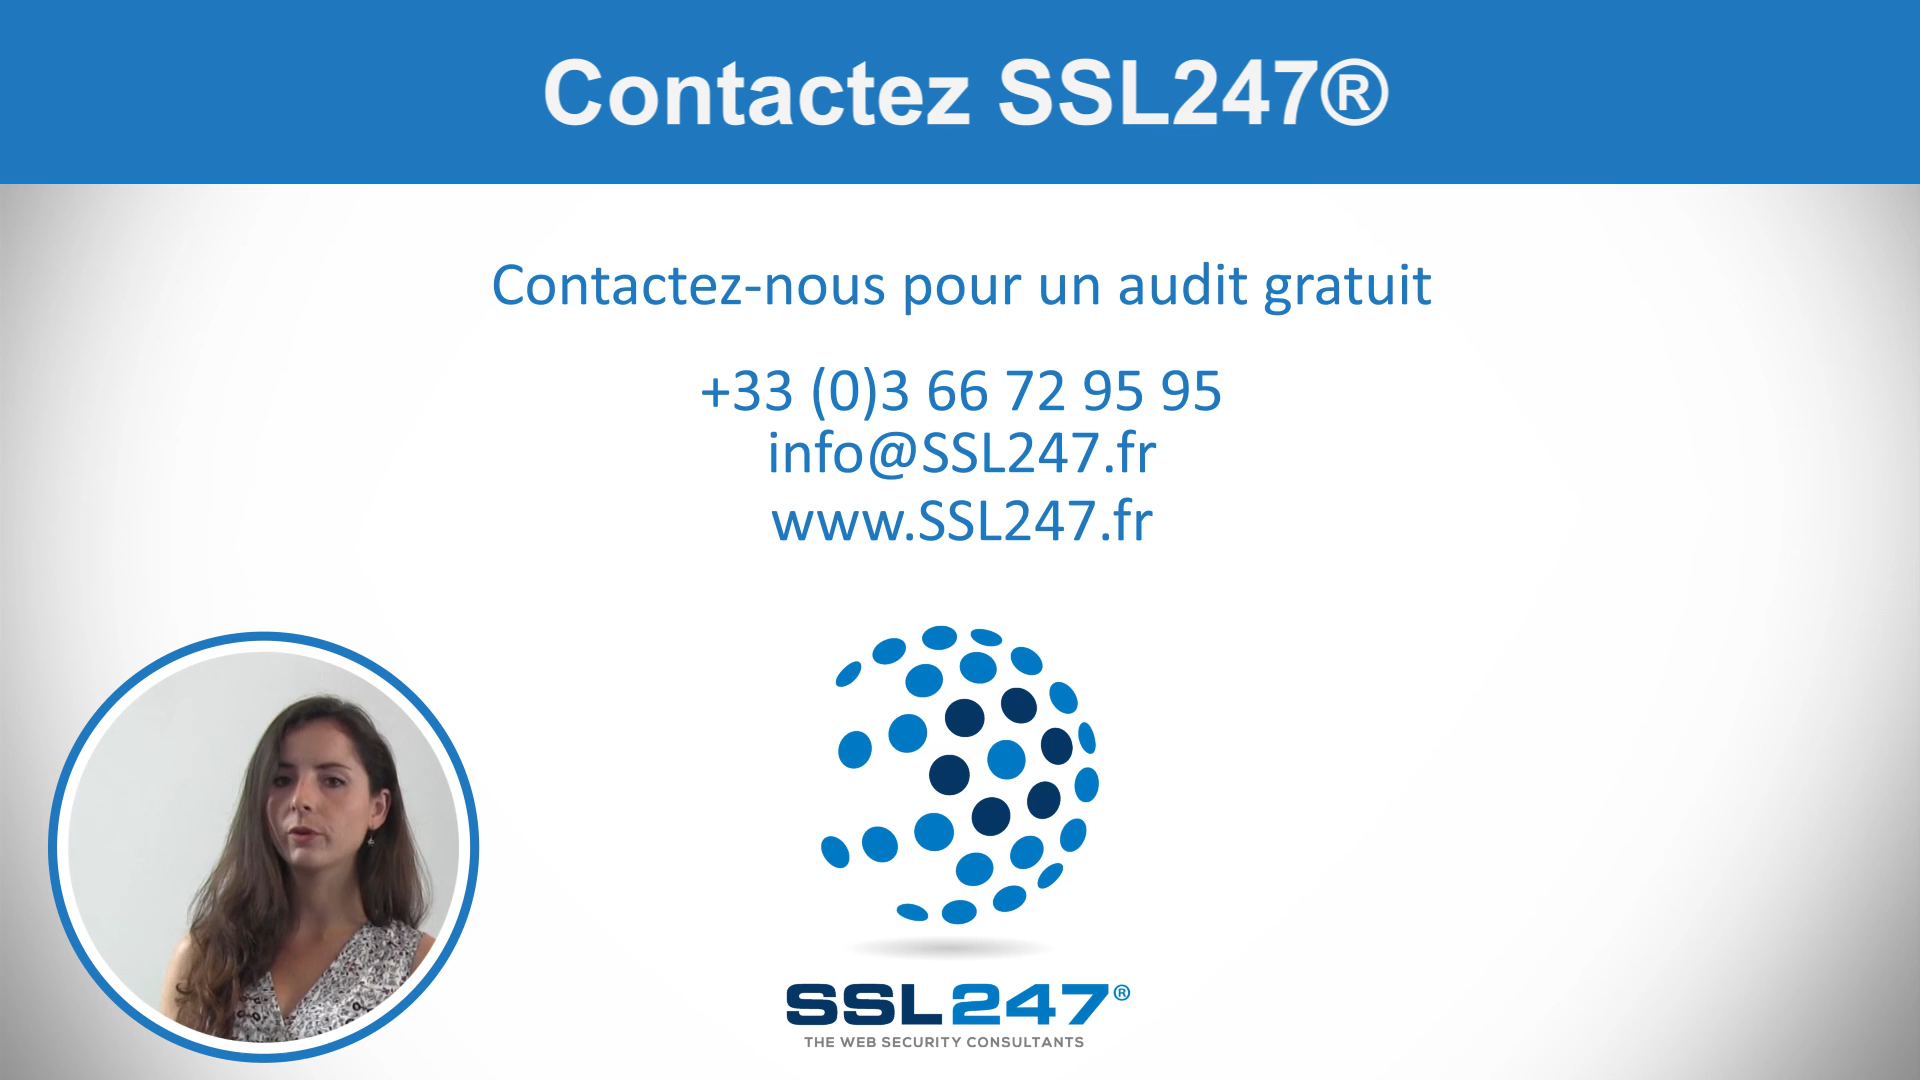 Contactez SSL247®
Contactez-nous pour un audit gratuit
+33 (0)3 66 72 95 95
info@SSL247.fr
www.SSL247.fr
SSL247®
THE WEB SECURITY CONSULTANTS